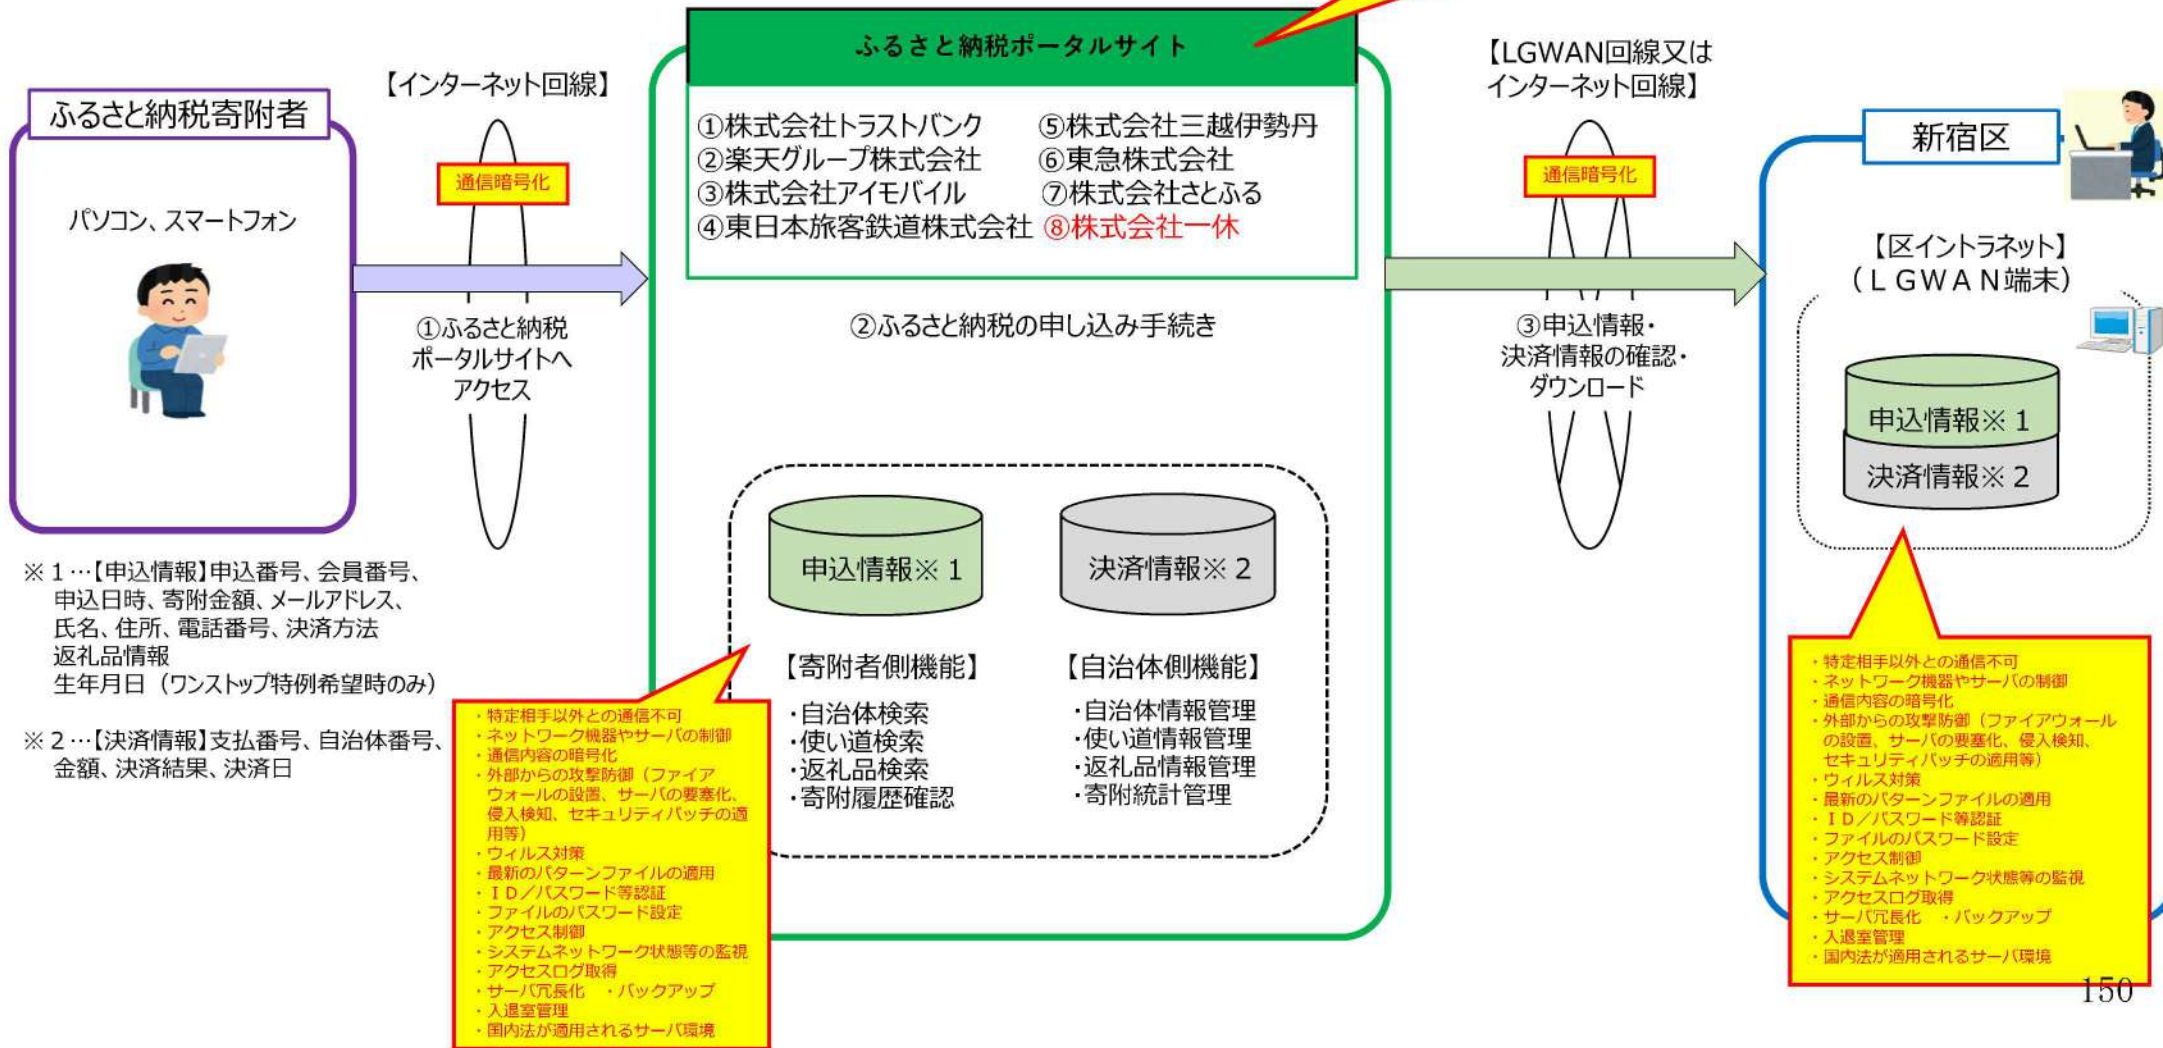 ふるさと納税寄附者
パソコン、スマートフォン
※１…【申込情報】申込番号、会員番号、
申込日時、寄附金額、メールアドレス、
氏名、住所、電話番号、決済方法
返礼品情報
生年月日（ワンストップ特例希望時のみ）
※２…【決済情報】支払番号、自治体番号、
金額、決済結果、決済日
【インターネット回線】
通信暗号化
①ふるさと納税
ポータルサイトへ
アクセス
ふるさと納税ポータルサイト
①株式会社トラストバンク
②楽天グループ株式会社
③株式会社アイモバイル
④東日本旅客鉄道株式会社
⑤株式会社三越伊勢丹
⑥東急株式会社
⑦株式会社さとふる
⑧株式会社一休
②ふるさと納税の申し込み手続き
申込情報※１
決済情報※２
【寄附者側機能】
・自治体検索
・使い道検索
・返礼品検索
・寄附履歴確認
【自治体側機能】
・自治体情報管理
・使い道情報管理
・返礼品情報管理
・寄附統計管理
・特定相手以外との通信不可
・ネットワーク機器やサーバの制御
・通信内容の暗号化
・外部からの攻撃防御（ファイア
ウォールの設置、サーバの要塞化、
侵入検知、セキュリティパッチの適
用等）
・ウィルス対策
・最新のパターンファイルの適用
・ＩＤ／パスワード等認証
・ファイルのパスワード設定
・アクセス制御
・システムネットワーク状態等の監視
・アクセスログ取得
・サーバ冗長化　・バックアップ
・入退室管理
・国内法が適用されるサーバ環境
【LGWAN回線又は
インターネット回線】
通信暗号化
③申込情報・
決済情報の確認・
ダウンロード
新宿区
【区イントラネット】
（ＬＧＷＡＮ端末）
申込情報※１
決済情報※２
・特定相手以外との通信不可
・ネットワーク機器やサーバの制御
・通信内容の暗号化
・外部からの攻撃防御（ファイアウォール
の設置、サーバの要塞化、侵入検知、
セキュリティパッチの適用等）
・ウィルス対策
・最新のパターンファイルの適用
・ＩＤ／パスワード等認証
・ファイルのパスワード設定
・アクセス制御
・システムネットワーク状態等の監視
・アクセスログ取得
・サーバ冗長化　・バックアップ
・入退室管理
・国内法が適用されるサーバ環境
150